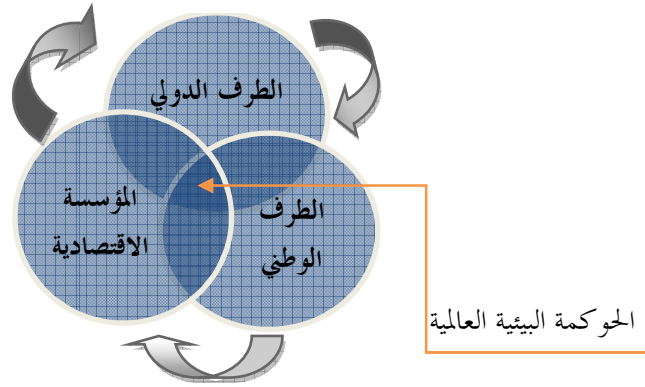 الطرف الدولي
المؤسسة
الاقتصادية
الطرف
الوطني
الحوكمة البيئية العالمية